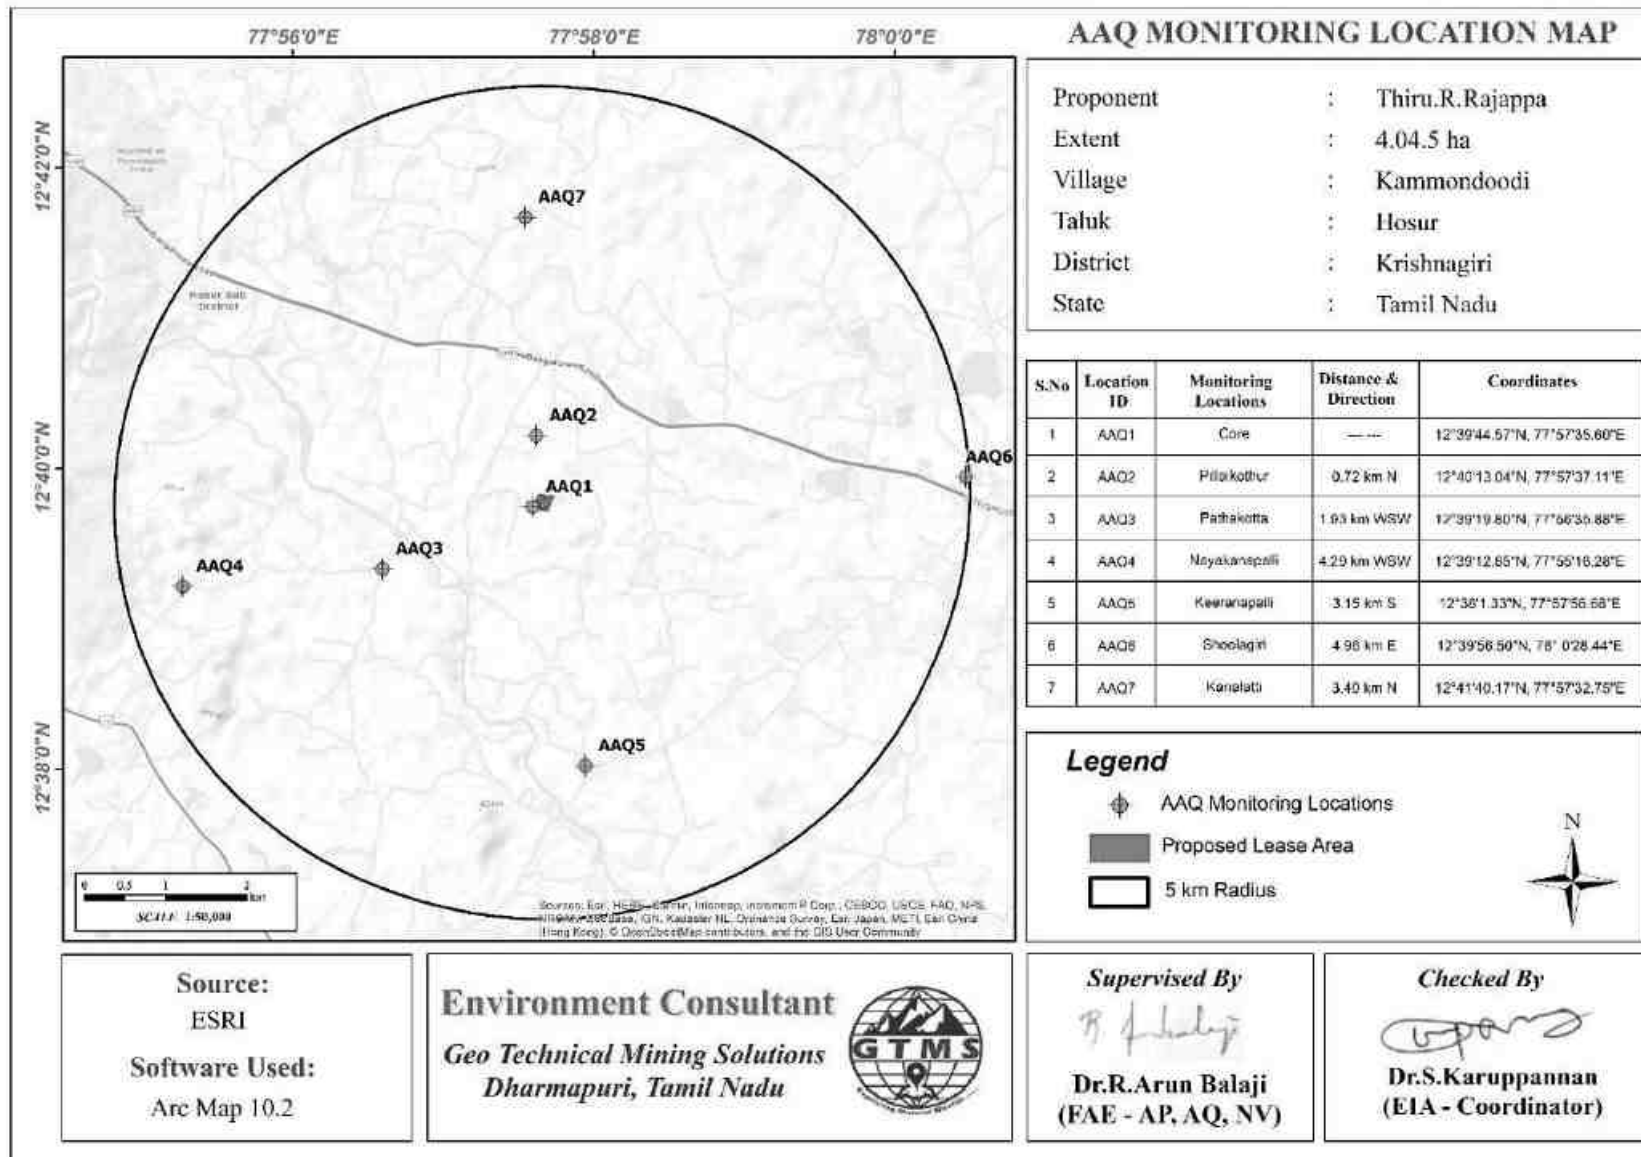 AAQ MONITORING LOCATION MAP
77°56'0"E 77°58'0"E 78°0'0"E
12°42'0"N
12°40'0"N
12°38'0"N
AAQ7
AAQ2
AAQ6
AAQ1
AAQ3
AAQ4
AAQ5
0 0.5 1 2
SCALE 1:50,000
Proponent : Thiru.R.Rajappa
Extent : 4.04.5 ha
Village : Kammondoodi
Taluk : Hosur
District : Krishnagiri
State : Tamil Nadu
S.No Location ID Monitoring Locations Distance & Direction Coordinates
1 AAQ1 Core --- --- 12°39'44.57"N, 77°57'35.60"E
2 AAQ2 Pillaikothur 0.72 km N 12°40'13.04"N, 77°57'37.11"E
3 AAQ3 Pathakotta 1.93 km WSW 12°39'19.80"N, 77°56'35.88"E
4 AAQ4 Nayakanapalli 4.29 km WSW 12°39'12.85"N, 77°55'16.28"E
5 AAQ5 Keeranapalli 3.15 km S 12°38'1.33"N,
6 AAQ6 Shoolagiri 4.96 km E 12°39'56.50"N, 78° 0'28.44"E
7 AAQ7 Kanalatti 3.40 km N 12°41'40.17"N, 77°57'32.75"E
Legend
AAQ Monitoring Locations
Proposed Lease Area
5 km Radius
N
Source:
ESRI
Software Used:
Arc Map 10.2
Environment Consultant
Geo Technical Mining Solutions
Dharmapuri, Tamil Nadu
GTMS
Supervised By
Dr.R.Arun Balaji
(FAE - AP, AQ, NV)
Checked By
Dr.S.Karuppannan
(EIA - Coordinator)